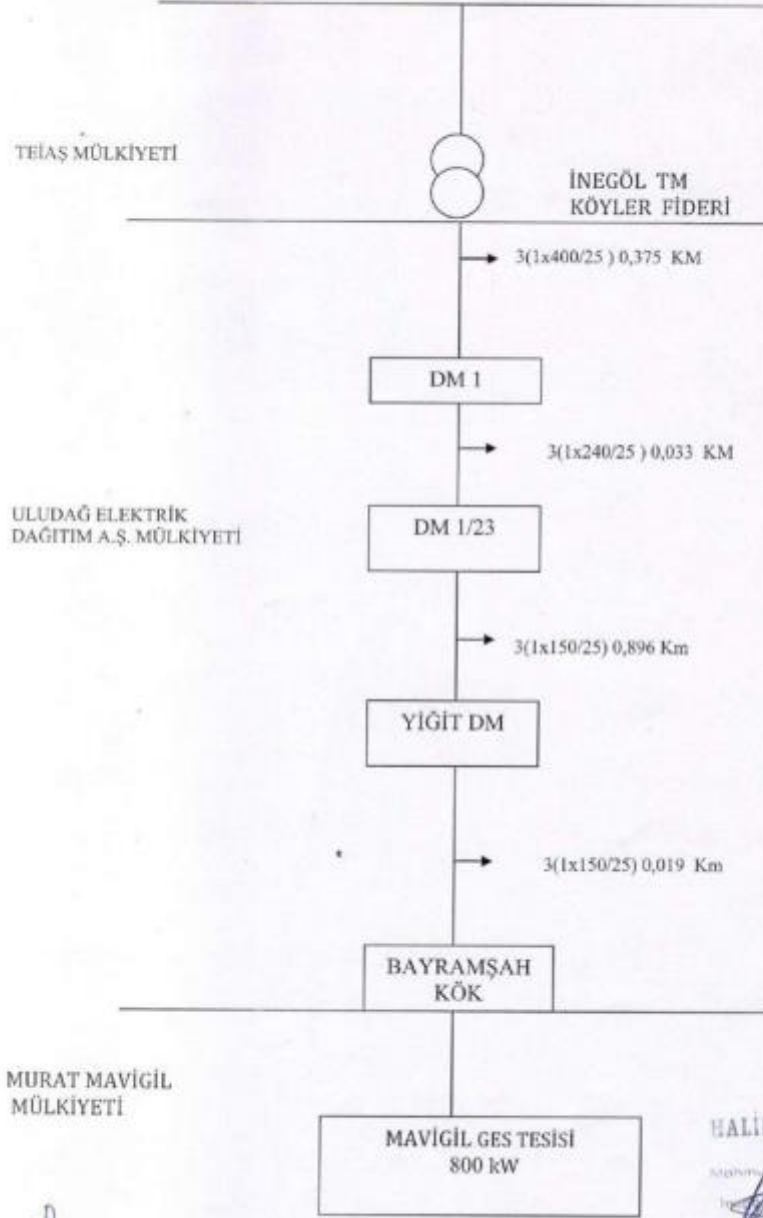 TEİAŞ MÜLKİYETİ
İNEGÖL TM
KÖYLER FİDERİ
3(1x400/25 ) 0,375 KM
DM 1
3(1x240/25 ) 0,033 KM
ULUDAĞ ELEKTRİK
DAĞITIM A.Ş. MÜLKİYETİ
DM 1/23
3(1x150/25) 0,896 Km
YİĞİT DM
3(1x150/25) 0,019 Km
BAYRAMŞAH
KÖK
MURAT MAVİGİL
MÜLKİYETİ
MAVİGİL GES TESİSİ
800 kW